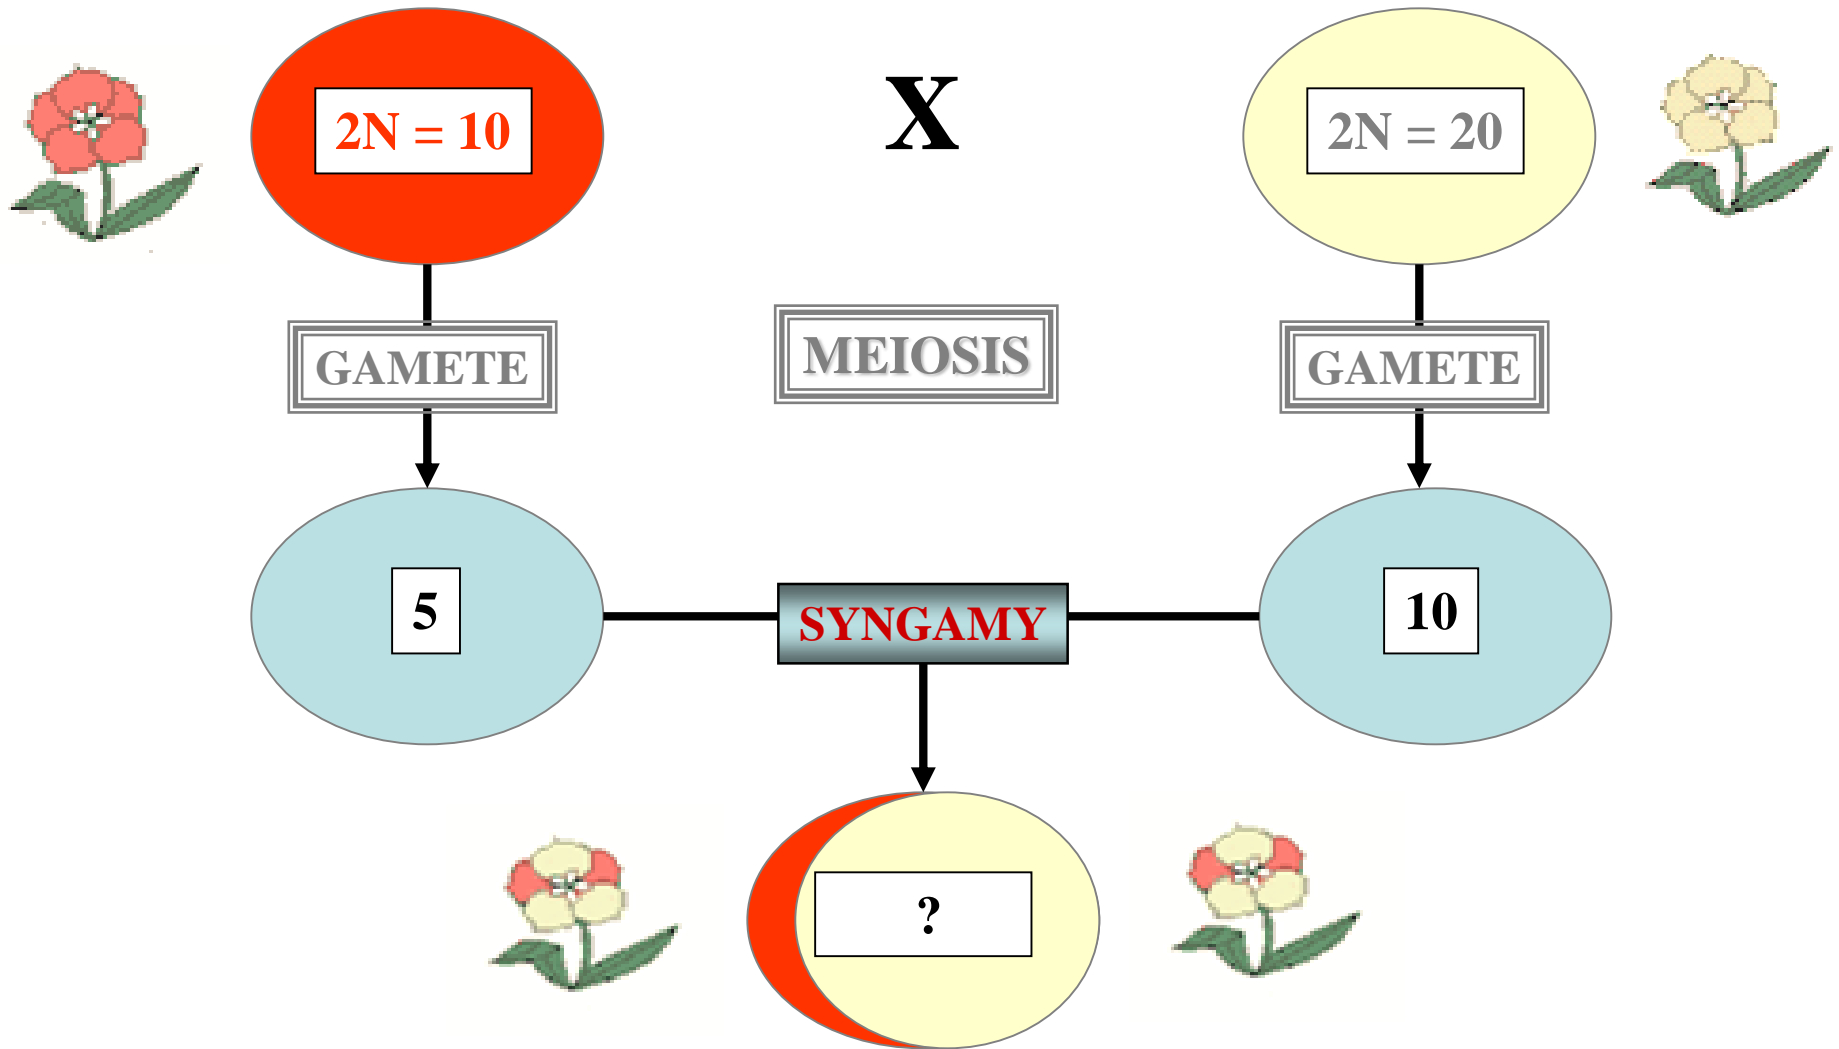 2N = 10
X
2N = 20
GAMETE
MEIOSIS
GAMETE
5
SYNGAMY
10
?